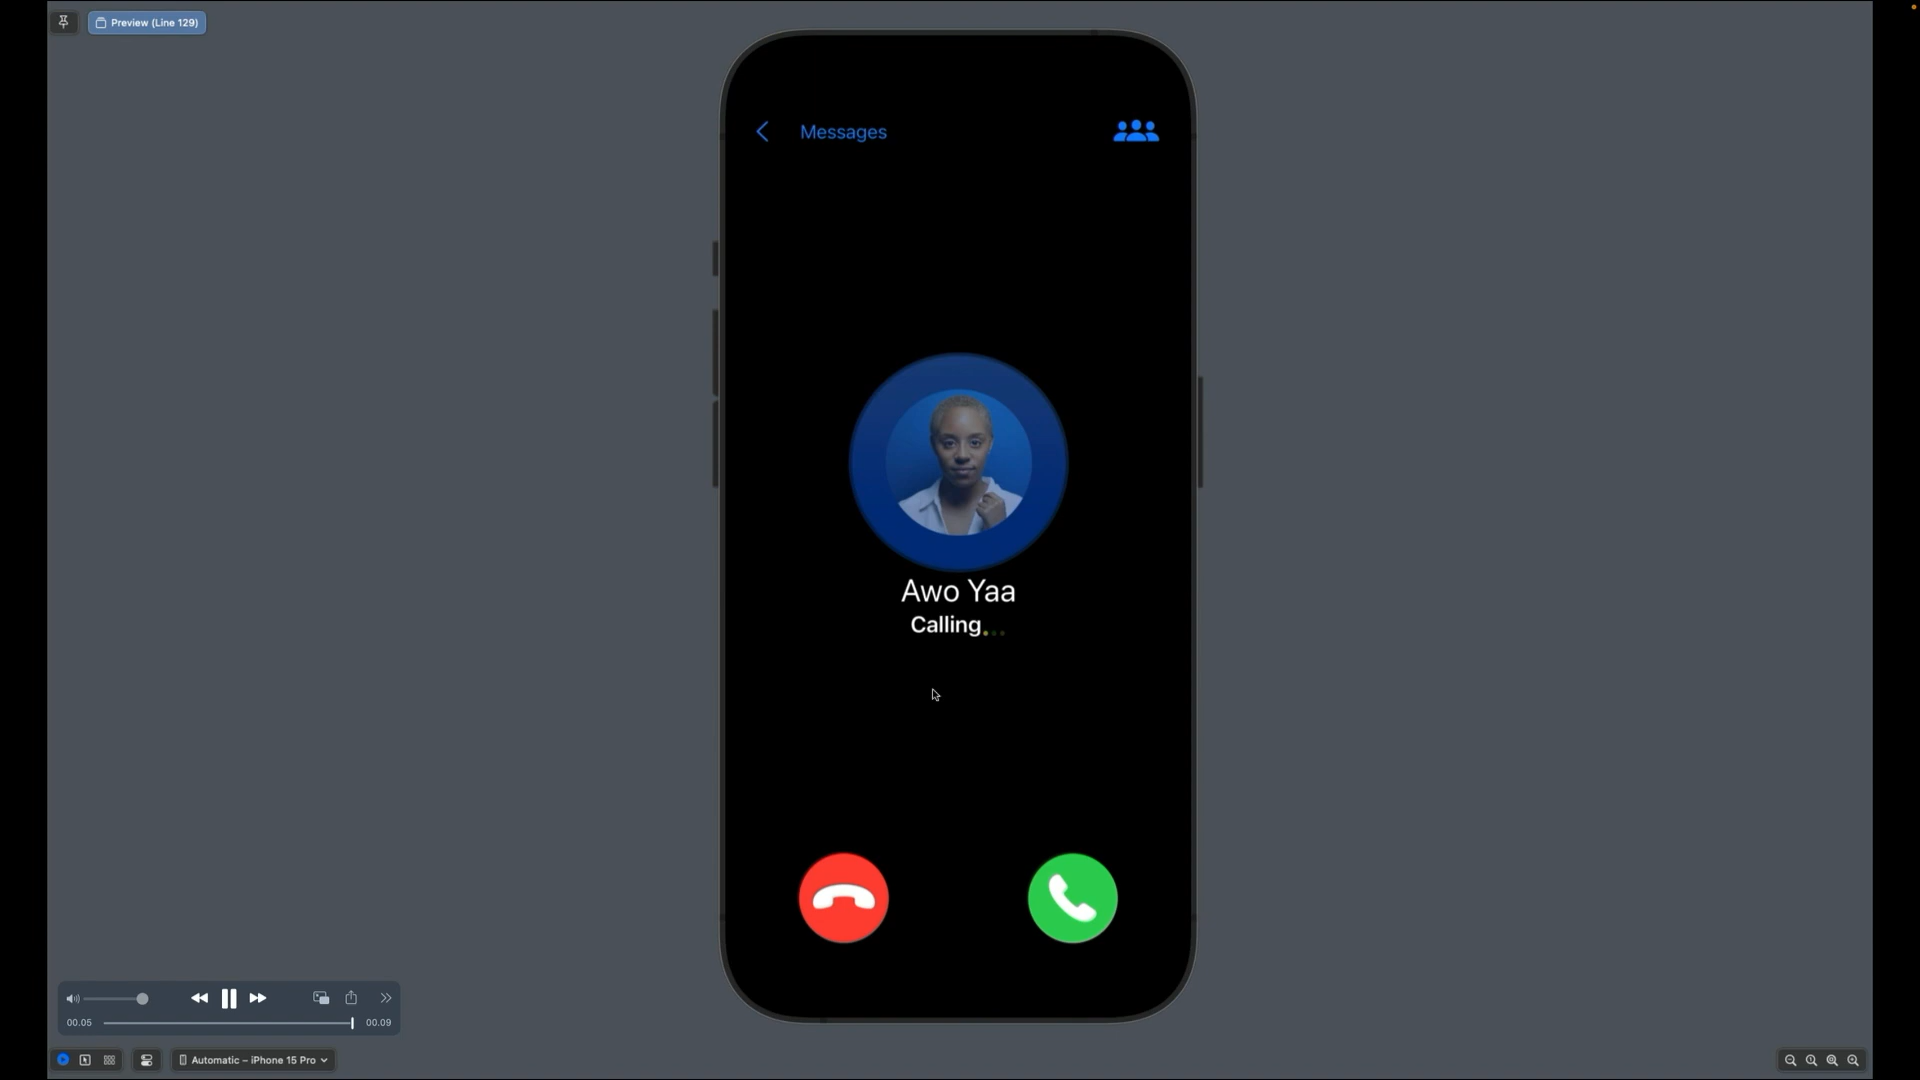 Preview (Line 129)
Messages
Awo Yaa
Calling...
00.05
00.09
Automatic – iPhone 15 Pro